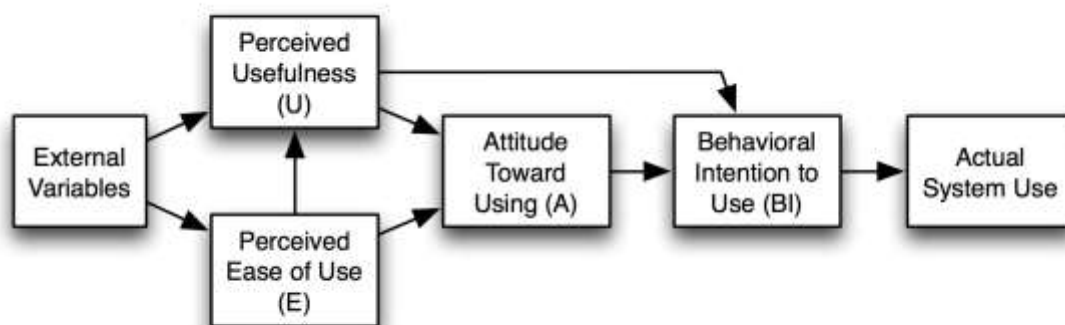 Perceived
Usefulness
(U)
External
Variables
Perceived
Ease of Use
(E)
Attitude
Toward
Using (A)
Behavioral
Intention to
Use (BI)
Actual
System Use